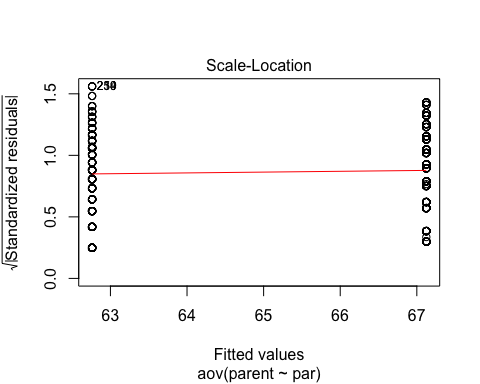 Scale-Location
√|Standardized residuals|
1.5
1.0
0.5
0.0
63 64 65 66 67
Fitted values
aov(parent ~ par)